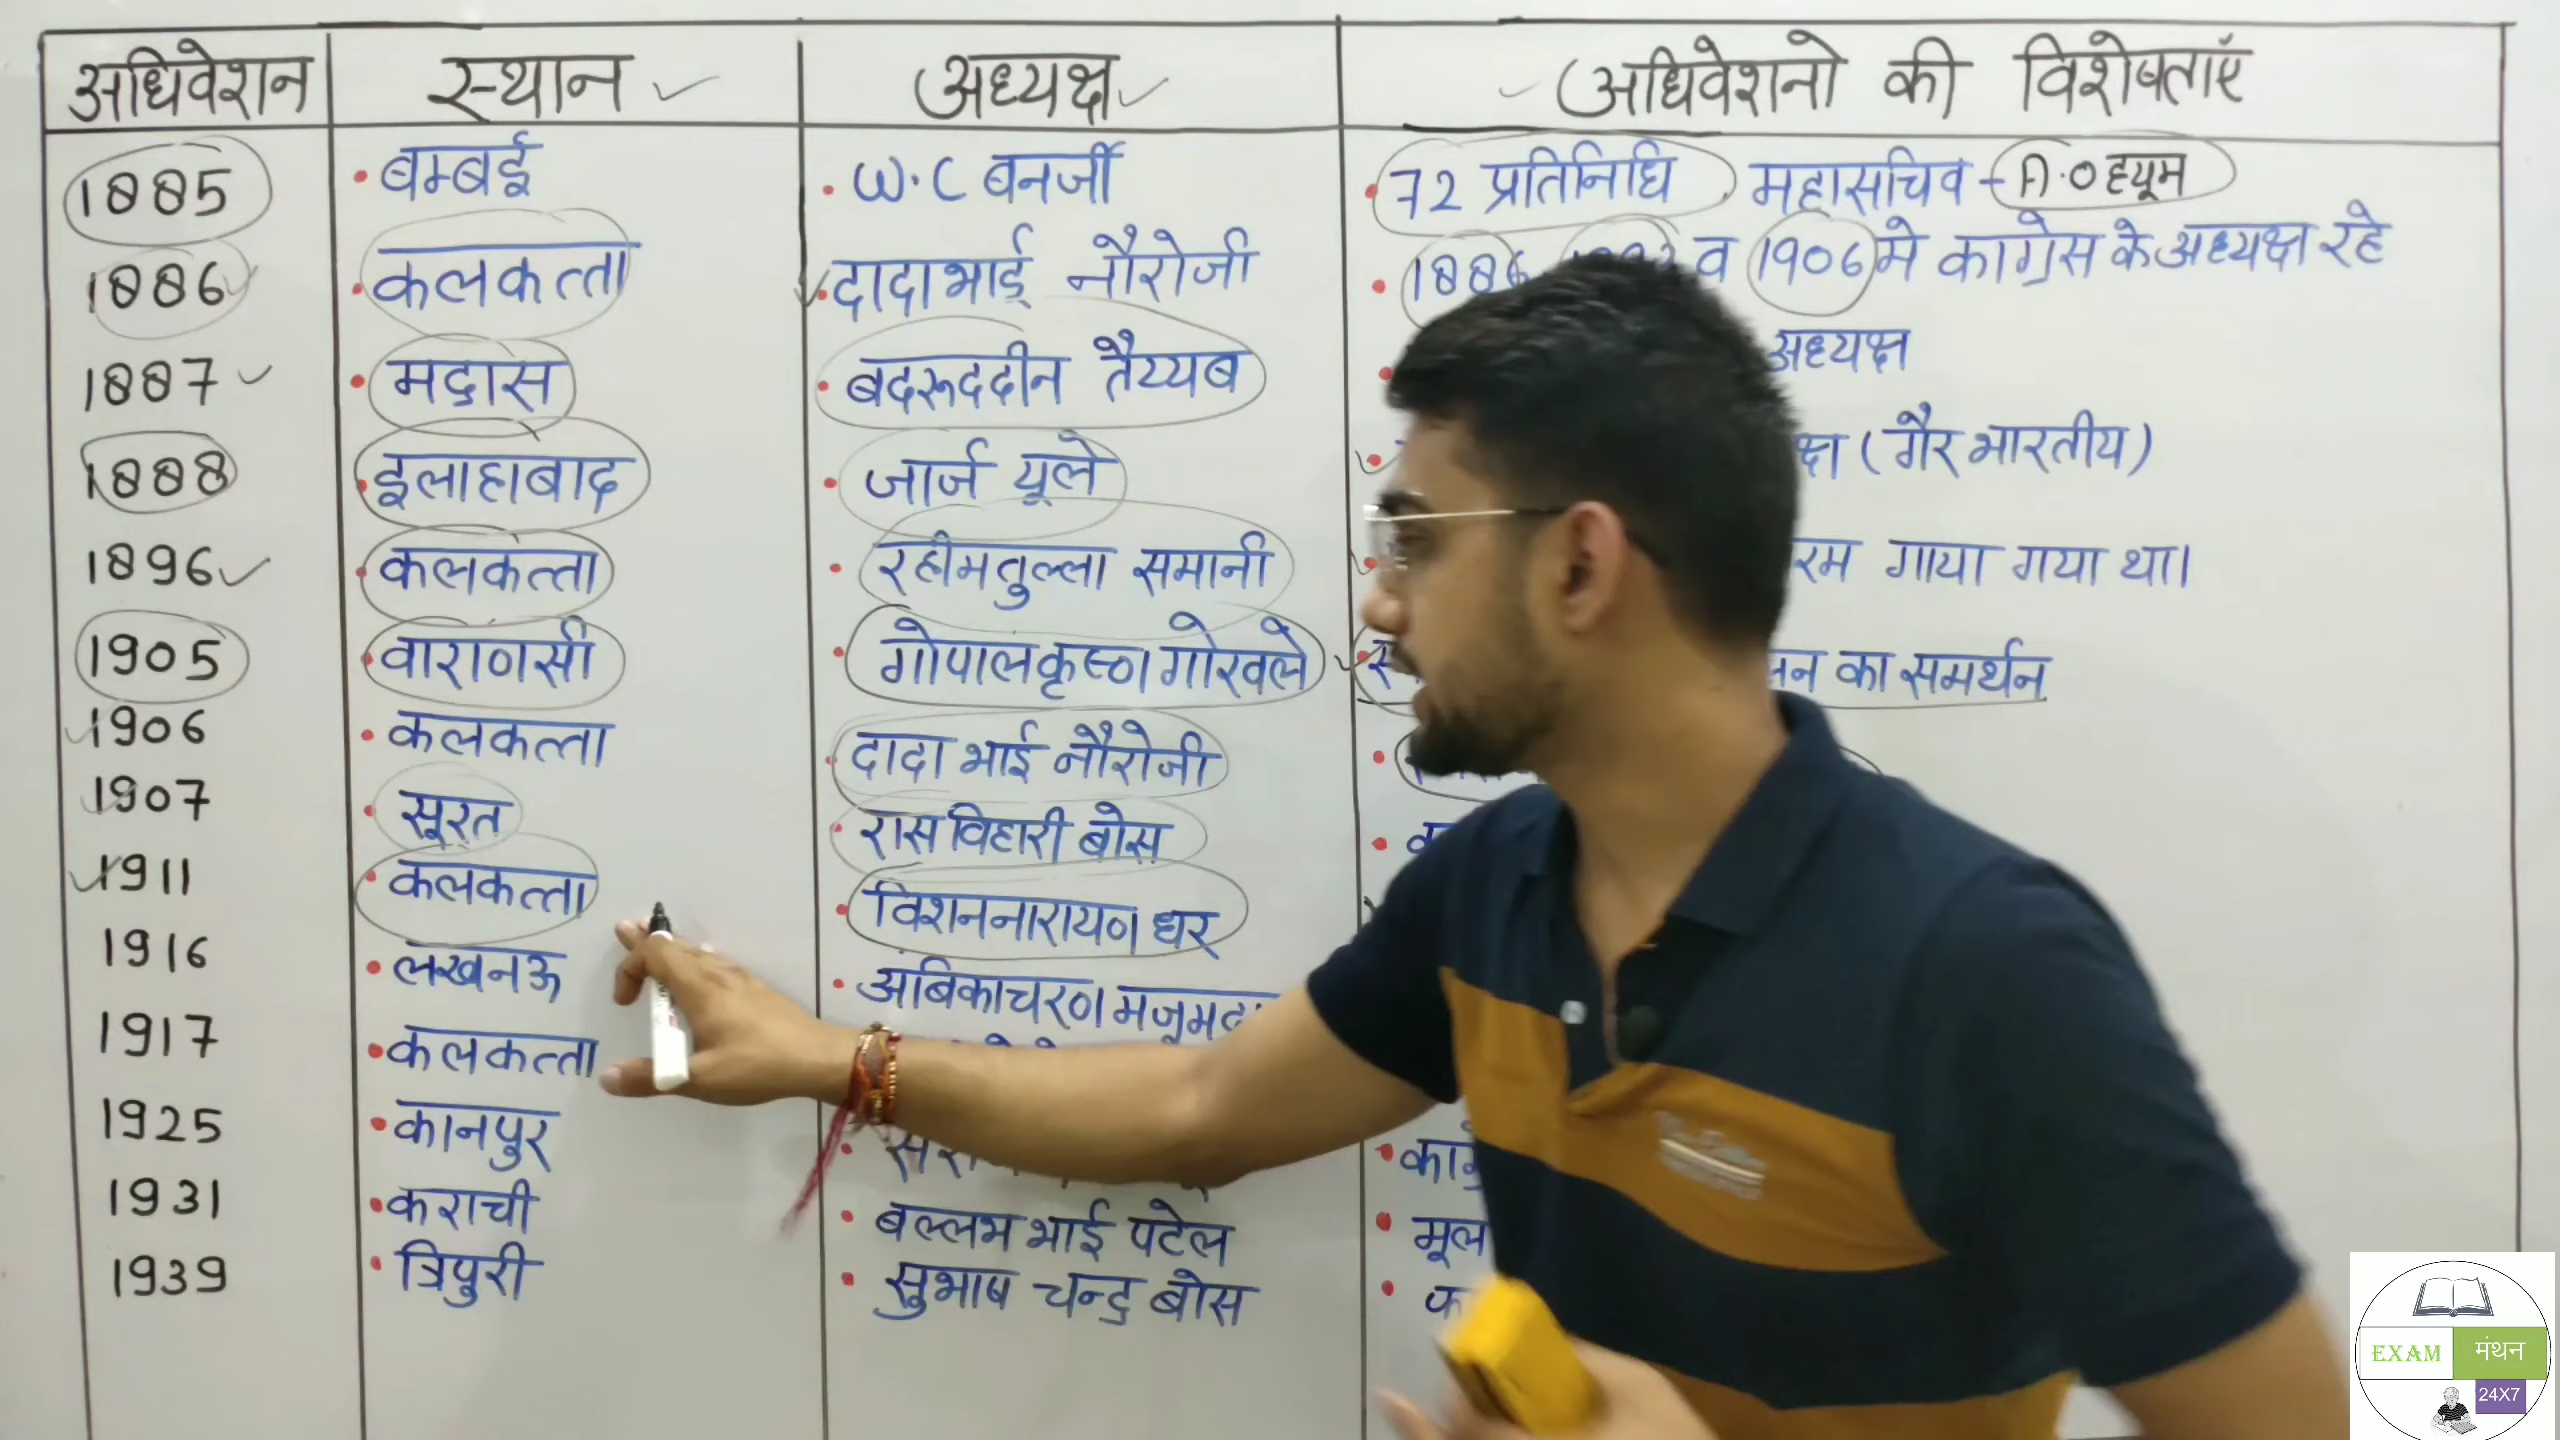 अधिवेशन स्थान अध्यक्ष अधिवेशनो की विशेषताएं
1885 बम्बई W.C बनर्जी 72 प्रतिनिधि महासचिव - A.O ह्यूम
1886 कलकत्ता दादाभाई नौरोजी 1886 व 1906 मे काग्रेस के अध्यक्ष रहे
1887 मद्रास बदरूददीन तैय्यब अध्यक्ष
1888 इलाहाबाद जार्ज यूले (गैर भारतीय)
1896 कलकत्ता रहीमतुल्ला समानी गाया गया था।
1905 वाराणसी गोपालकृष्ण गोखले का समर्थन
1906 कलकत्ता दादा भाई नौरोजी
1907 सूरत रासविहारी बोस
1911 कलकत्ता विशननारायण धर
1916 लखनऊ अंबिकाचरण
1917 कलकत्ता
1925 कानपुर
1931 कराची बल्लभ भाई पटेल मूल
1939 त्रिपुरी सुभाष चन्द्र बोस
EXAM मंथन
24X7